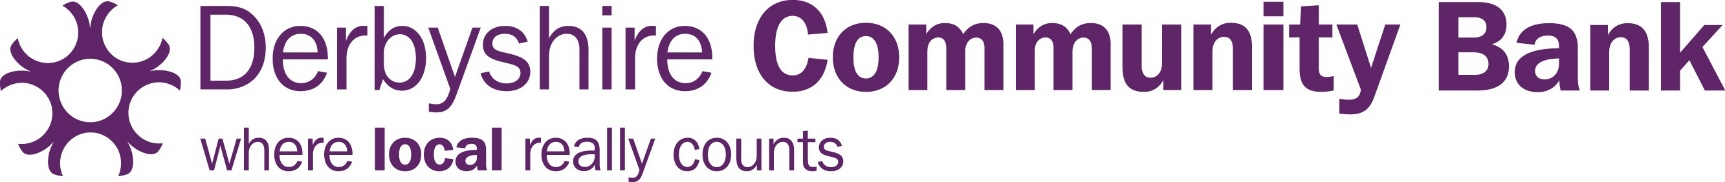 Derbyshire Community Bank
where local really counts